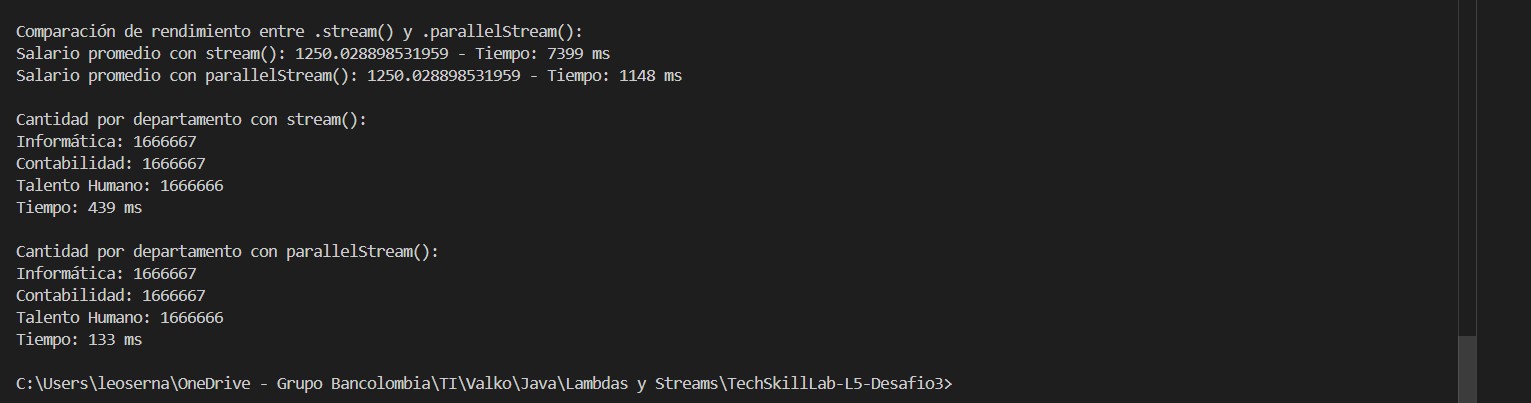 Comparación de rendimiento entre .stream() y .parallelStream():
Salario promedio con stream(): 1250.028898531959 - Tiempo: 7399 ms
Salario promedio con parallelStream(): 1250.028898531959 - Tiempo: 1148 ms
Cantidad por departamento con stream():
Informática: 1666667
Contabilidad: 1666667
Talento Humano: 1666666
Tiempo: 439 ms
Cantidad por departamento con parallelStream():
Informática: 1666667
Contabilidad: 1666667
Talento Humano: 1666666
Tiempo: 133 ms
C:\Users\leoserna\OneDrive - Grupo Bancolombia\TI\Valko\Java\Lambdas y Streams\TechSkillLab-L5-Desafio3>